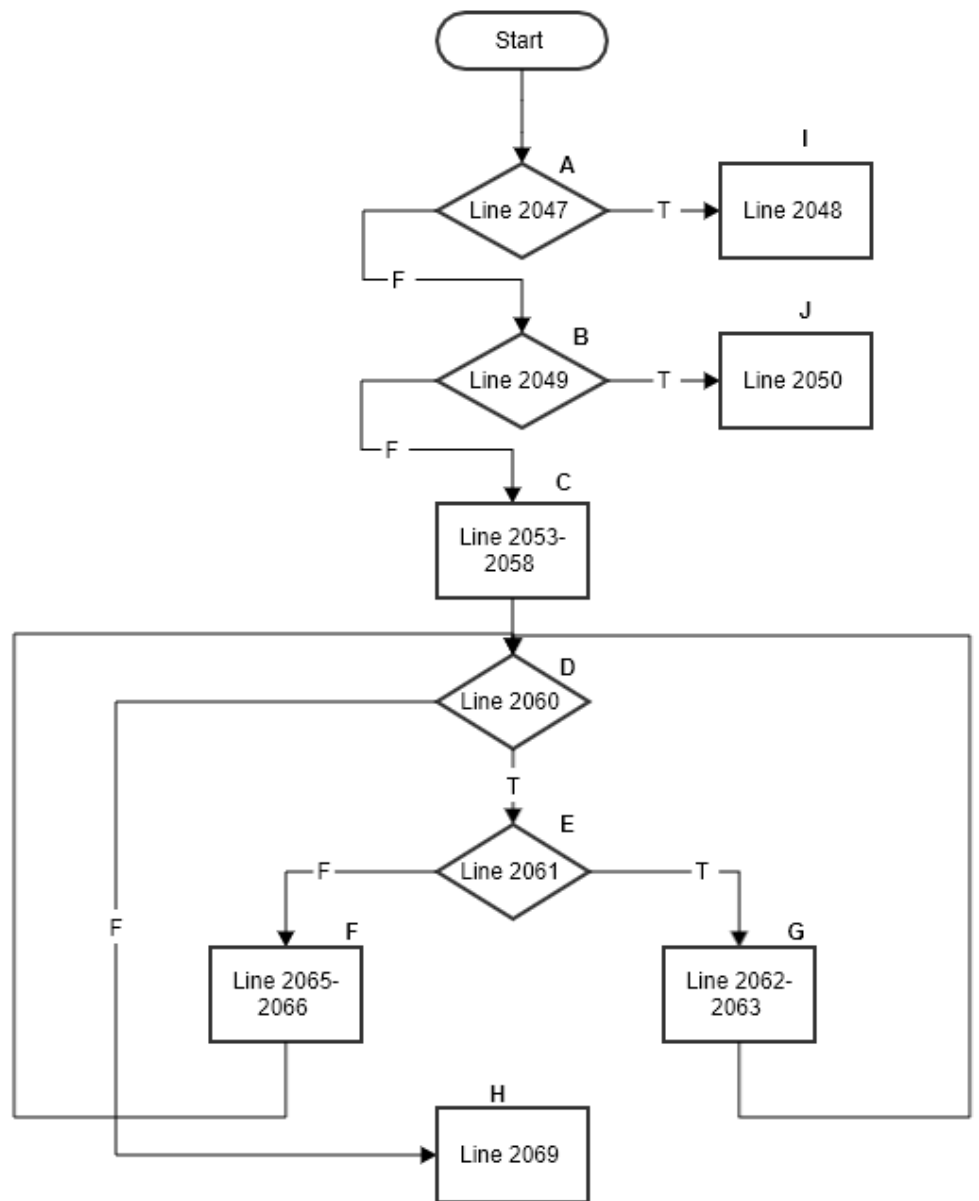 Start
I
A
Line 2047
T
Line 2048
F
J
B
Line 2049
T
Line 2050
F
C
Line 2053-
2058
D
Line 2060
T
E
Line 2061
F
T
F
F
G
Line 2065-
2066
Line 2062-
2063
H
Line 2069